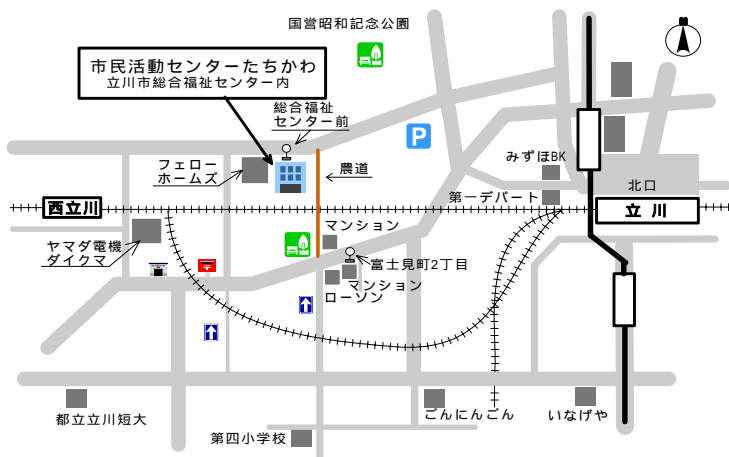 国営昭和記念公園
市民活動センターたちかわ
立川市総合福祉センター内
総合福祉
センター前
P
みずほBK
フェロー
ホームズ
農道
北口
第一デパート
西立川
立川
マンション
ヤマダ電機
ダイクマ
富士見町2丁目
マンション
ローソン
都立立川短大
ごんにんごん
いなげや
第四小学校